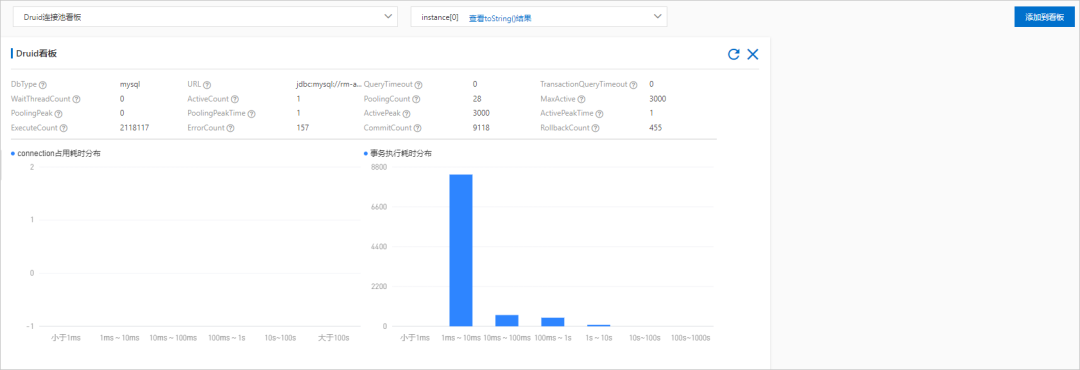 Druid连接池看板 instance[0] 查看toString()结果 添加到看板
Druid看板
DbType mysql URL jdbc:mysql://rm-a... QueryTimeout 0 TransactionQueryTimeout 0
WaitThreadCount 0 ActiveCount 1 PoolingCount 28 MaxActive 3000
PoolingPeak 0 PoolingPeakTime 1 ActivePeak 3000 ActivePeakTime 1
ExecuteCount 2118117 ErrorCount 157 CommitCount 9118 RollbackCount 455
connection占用耗时分布
2
1
0
-1
小于1ms 1ms~10ms 10ms~100ms 100ms~1s 10s~100s 大于100s
事务执行耗时分布
8800
6600
4400
2200
0
小于1ms 1ms~10ms 10ms~100ms 100ms~1s 1s~10s 10s~100s 100s~1000s